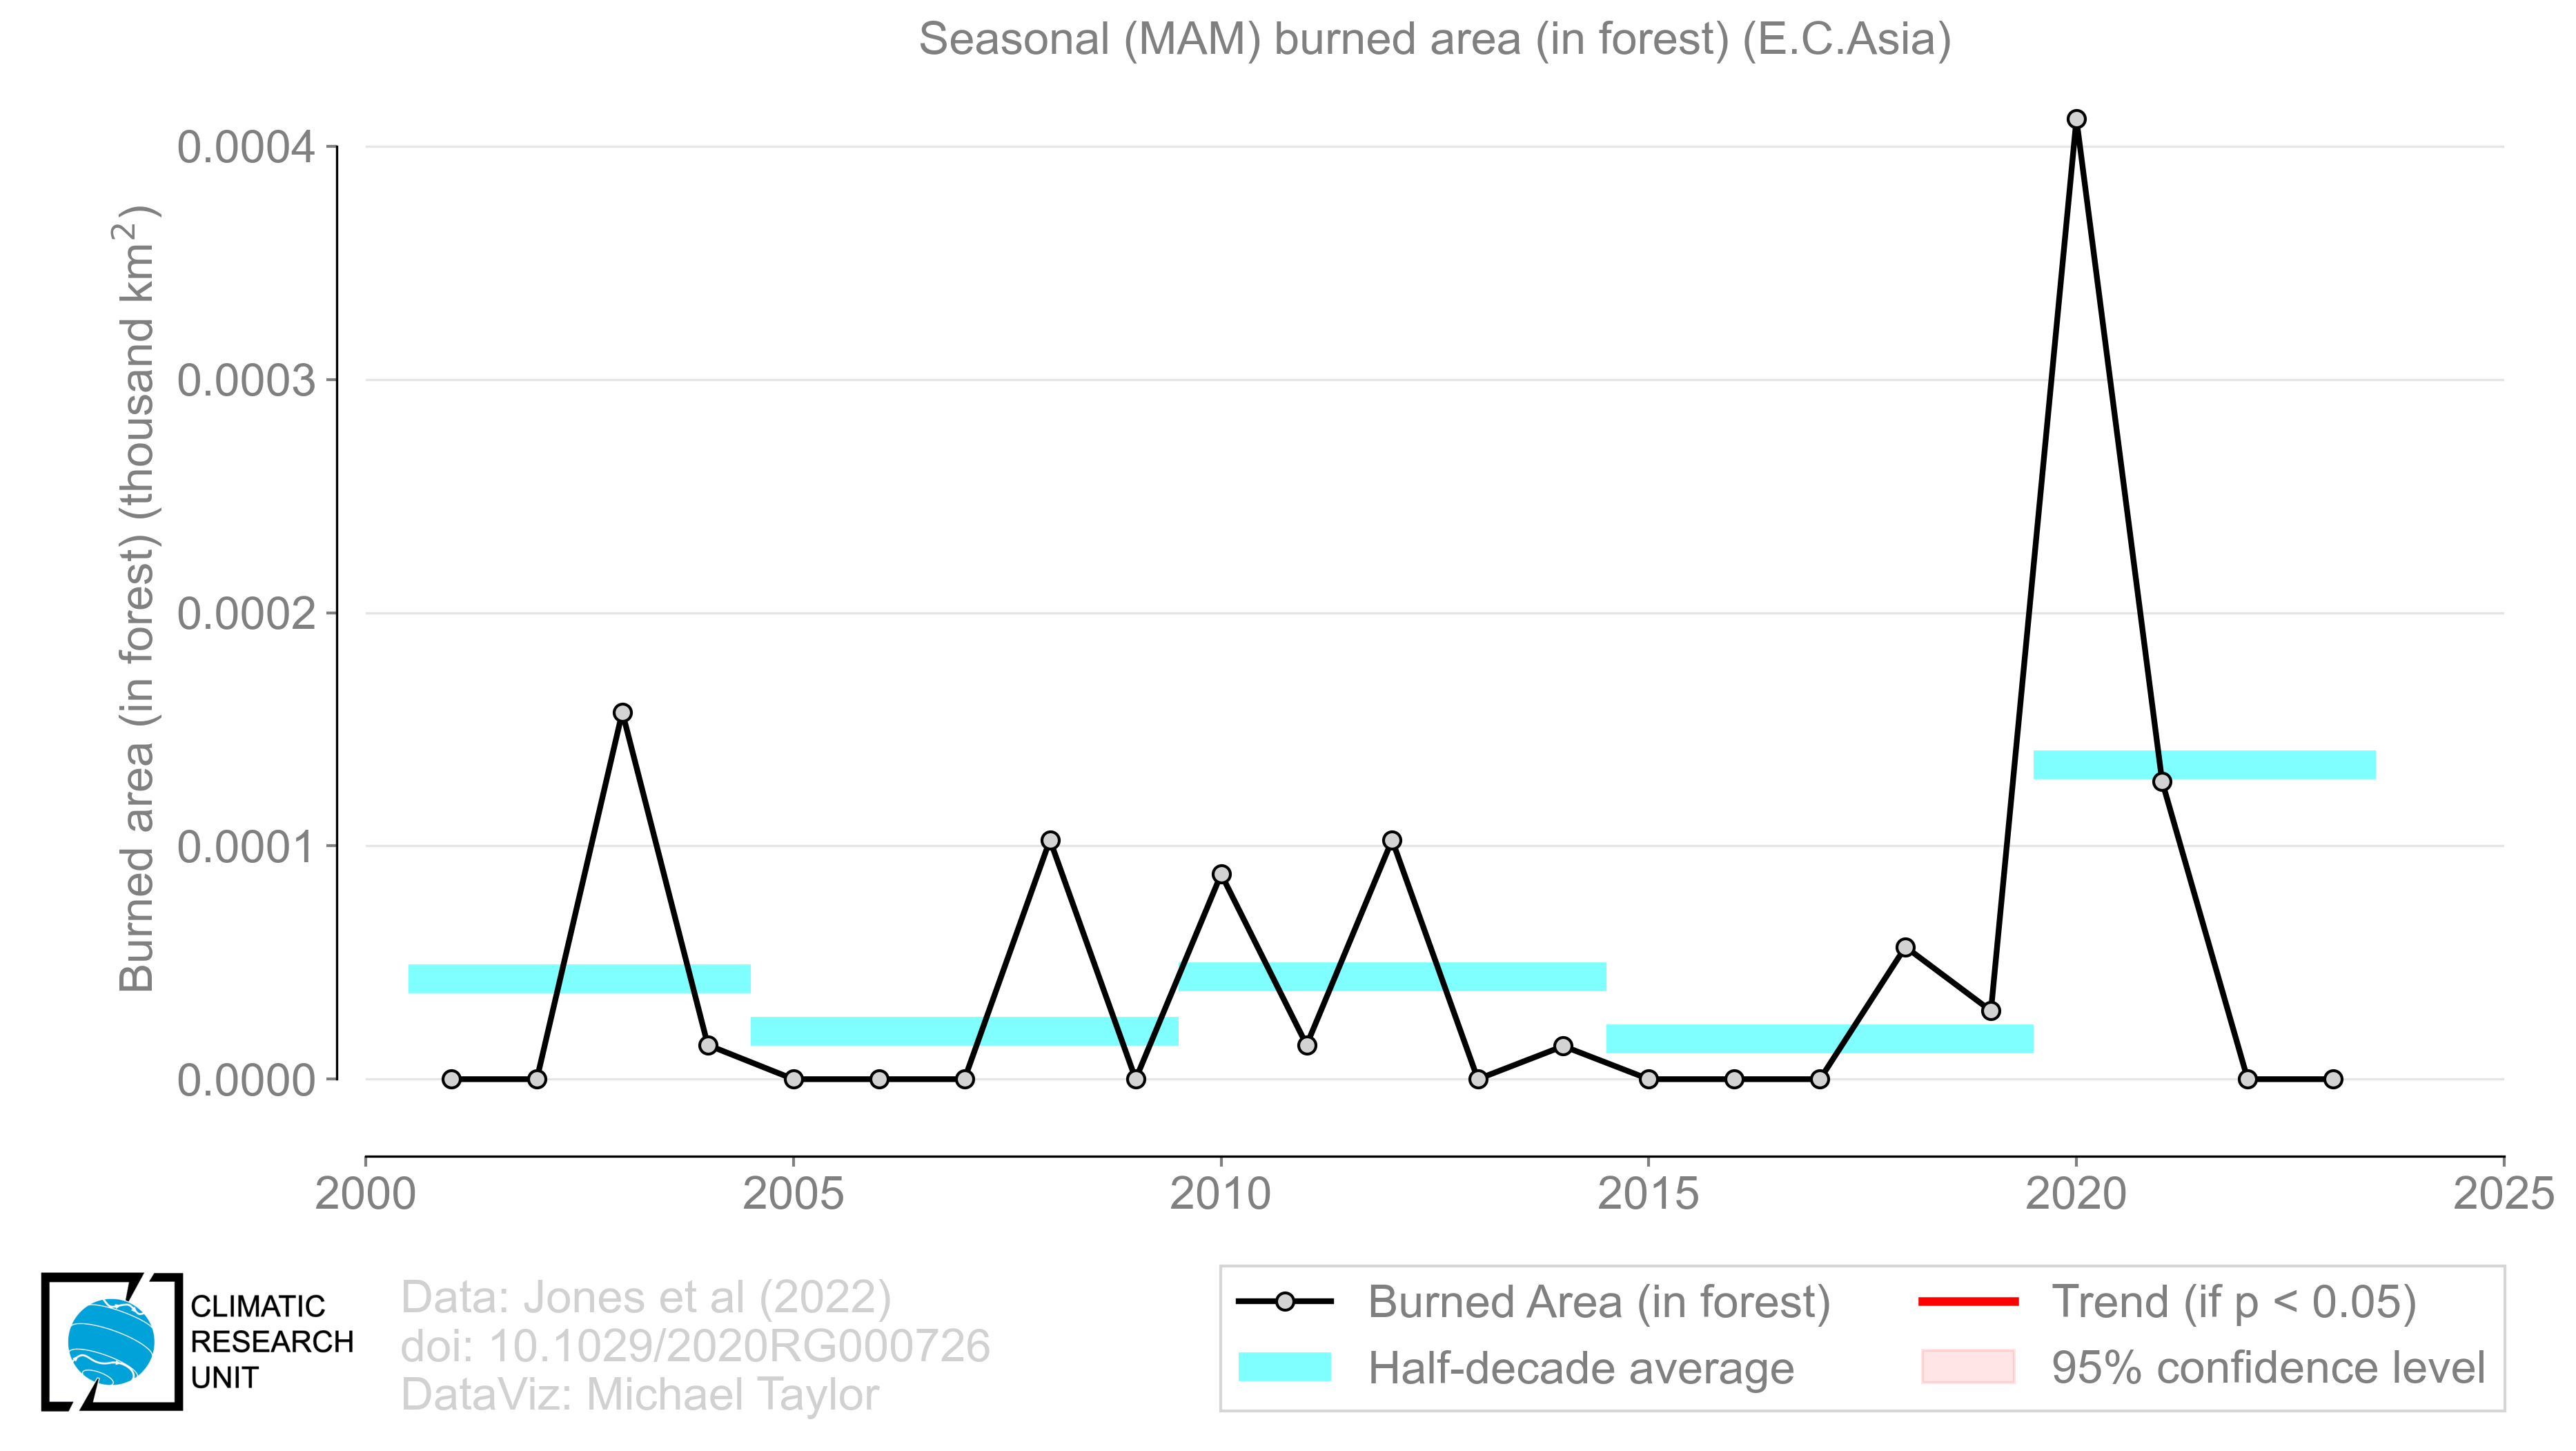 Seasonal (MAM) burned area (in forest) (E.C.Asia)
Burned area (in forest) (thousand km²)
0.0004
0.0003
0.0002
0.0001
0.0000
2000 2005 2010 2015 2020 2025
CLIMATIC
RESEARCH
UNIT
Data: Jones et al (2022)
doi: 10.1029/2020RG000726
DataViz: Michael Taylor
Burned Area (in forest)
Half-decade average
Trend (if p < 0.05)
95% confidence level